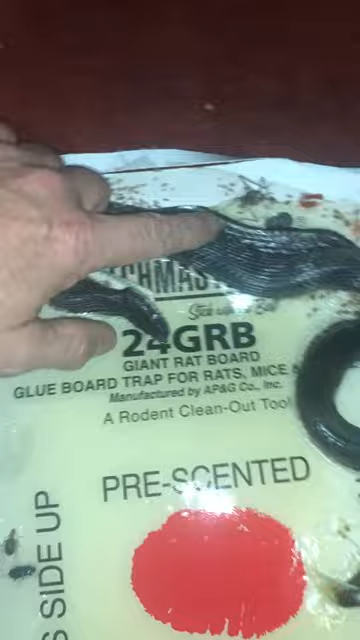 24GRB
GIANT RAT BOARD
GLUE BOARD TRAP FOR RATS, MICE &
Manufactured by AP&G Co., Inc.
A Rodent Clean-Out Tool
PRE-SCENTED
SIDE UP